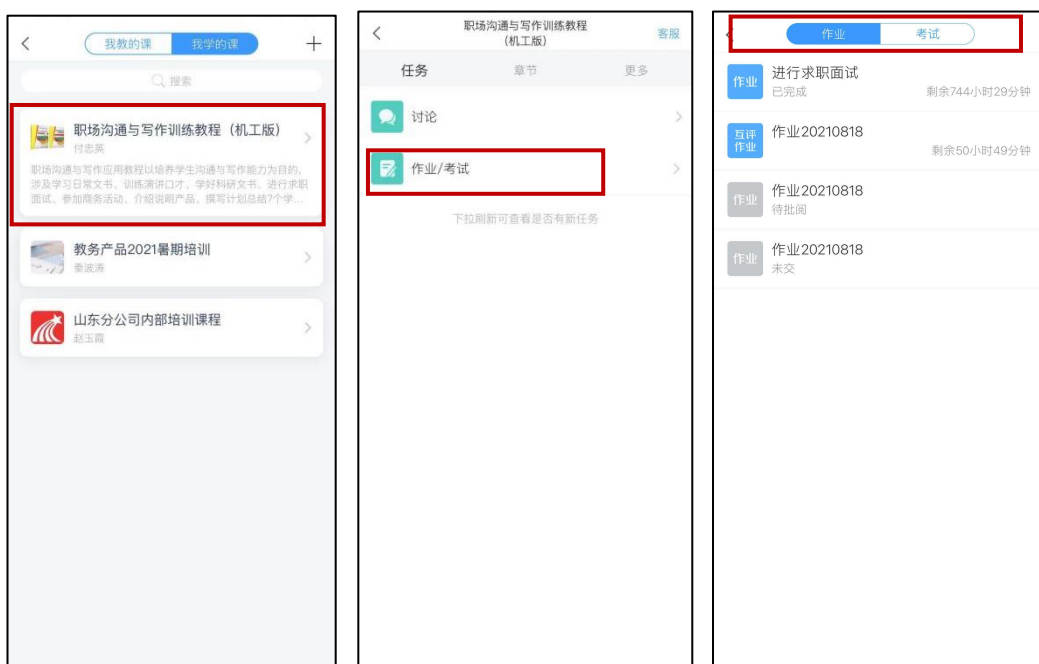 我教的课 我学的课
搜索
职场沟通与写作训练教程（机工版）
付忠英
职场沟通与写作应用教程以培养学生沟通与写作能力为目的，
涉及学习日常文书、训练演讲口才、学好科研文书、进行求职
面试、参加商务活动、介绍说明产品、撰写计划总结7个学...
教务产品2021暑期培训
秦波涛
山东分公司内部培训课程
赵玉霞
职场沟通与写作训练教程
（机工版）
客服
任务 章节 更多
讨论
作业/考试
下拉刷新可查看是否有新任务
作业 考试
作业 进行求职面试
已完成 剩余744小时29分钟
互评
作业
作业20210818
剩余50小时49分钟
作业 作业20210818
待批阅
作业 作业20210818
未交